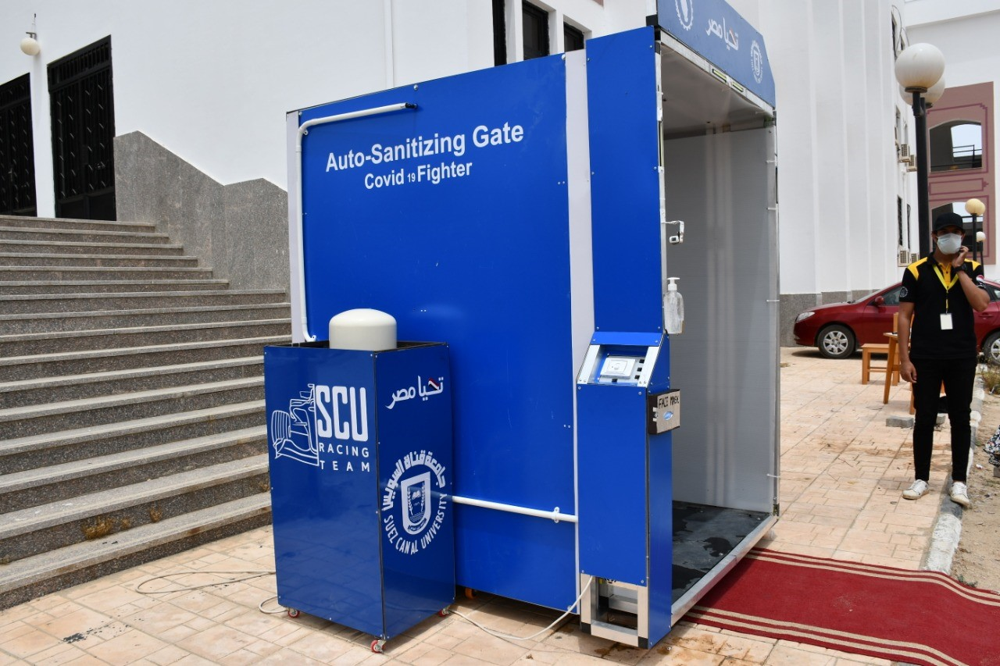 تحيا مصر
Auto-Sanitizing Gate
Covid 19 Fighter
SCU
RACING
TEAM
تحيا مصر
جامعة قناة السويس
SUEZ CANAL UNIVERSITY
FACE MASK